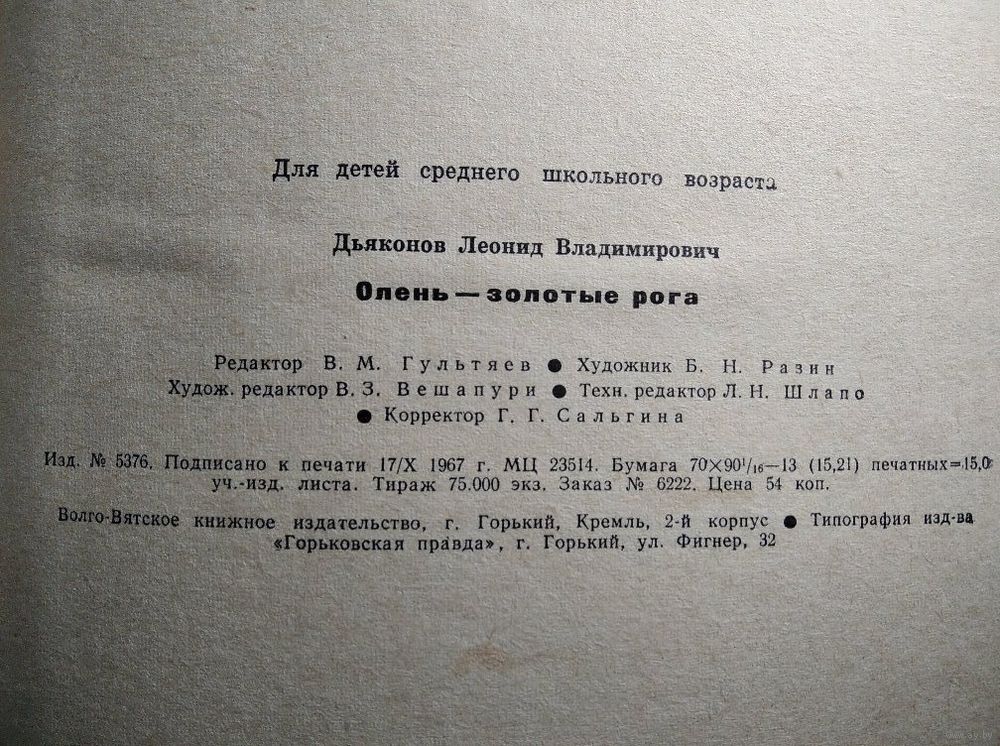 Для детей среднего школьного возраста
Дьяконов Леонид Владимирович
Олень — золотые рога
Редактор В. М. Гультяев ● Художник Б. Н. Разин
Худож. редактор В. З. Вешапури ● Техн. редактор Л. Н. Шлапо
● Корректор Г. Г. Сальгина
Изд. № 5376. Подписано к печати 17/X 1967 г. МЦ 23514. Бумага 70×90¹/₁₆—13 (15,21) печатных=15,0
уч.-изд. листа. Тираж 75.000 экз. Заказ № 6222. Цена 54 коп.
Волго-Вятское книжное издательство, г. Горький, Кремль, 2-й корпус ● Типография изд-ва
«Горьковская правда», г. Горький, ул. Фигнер, 32
www.ay.by